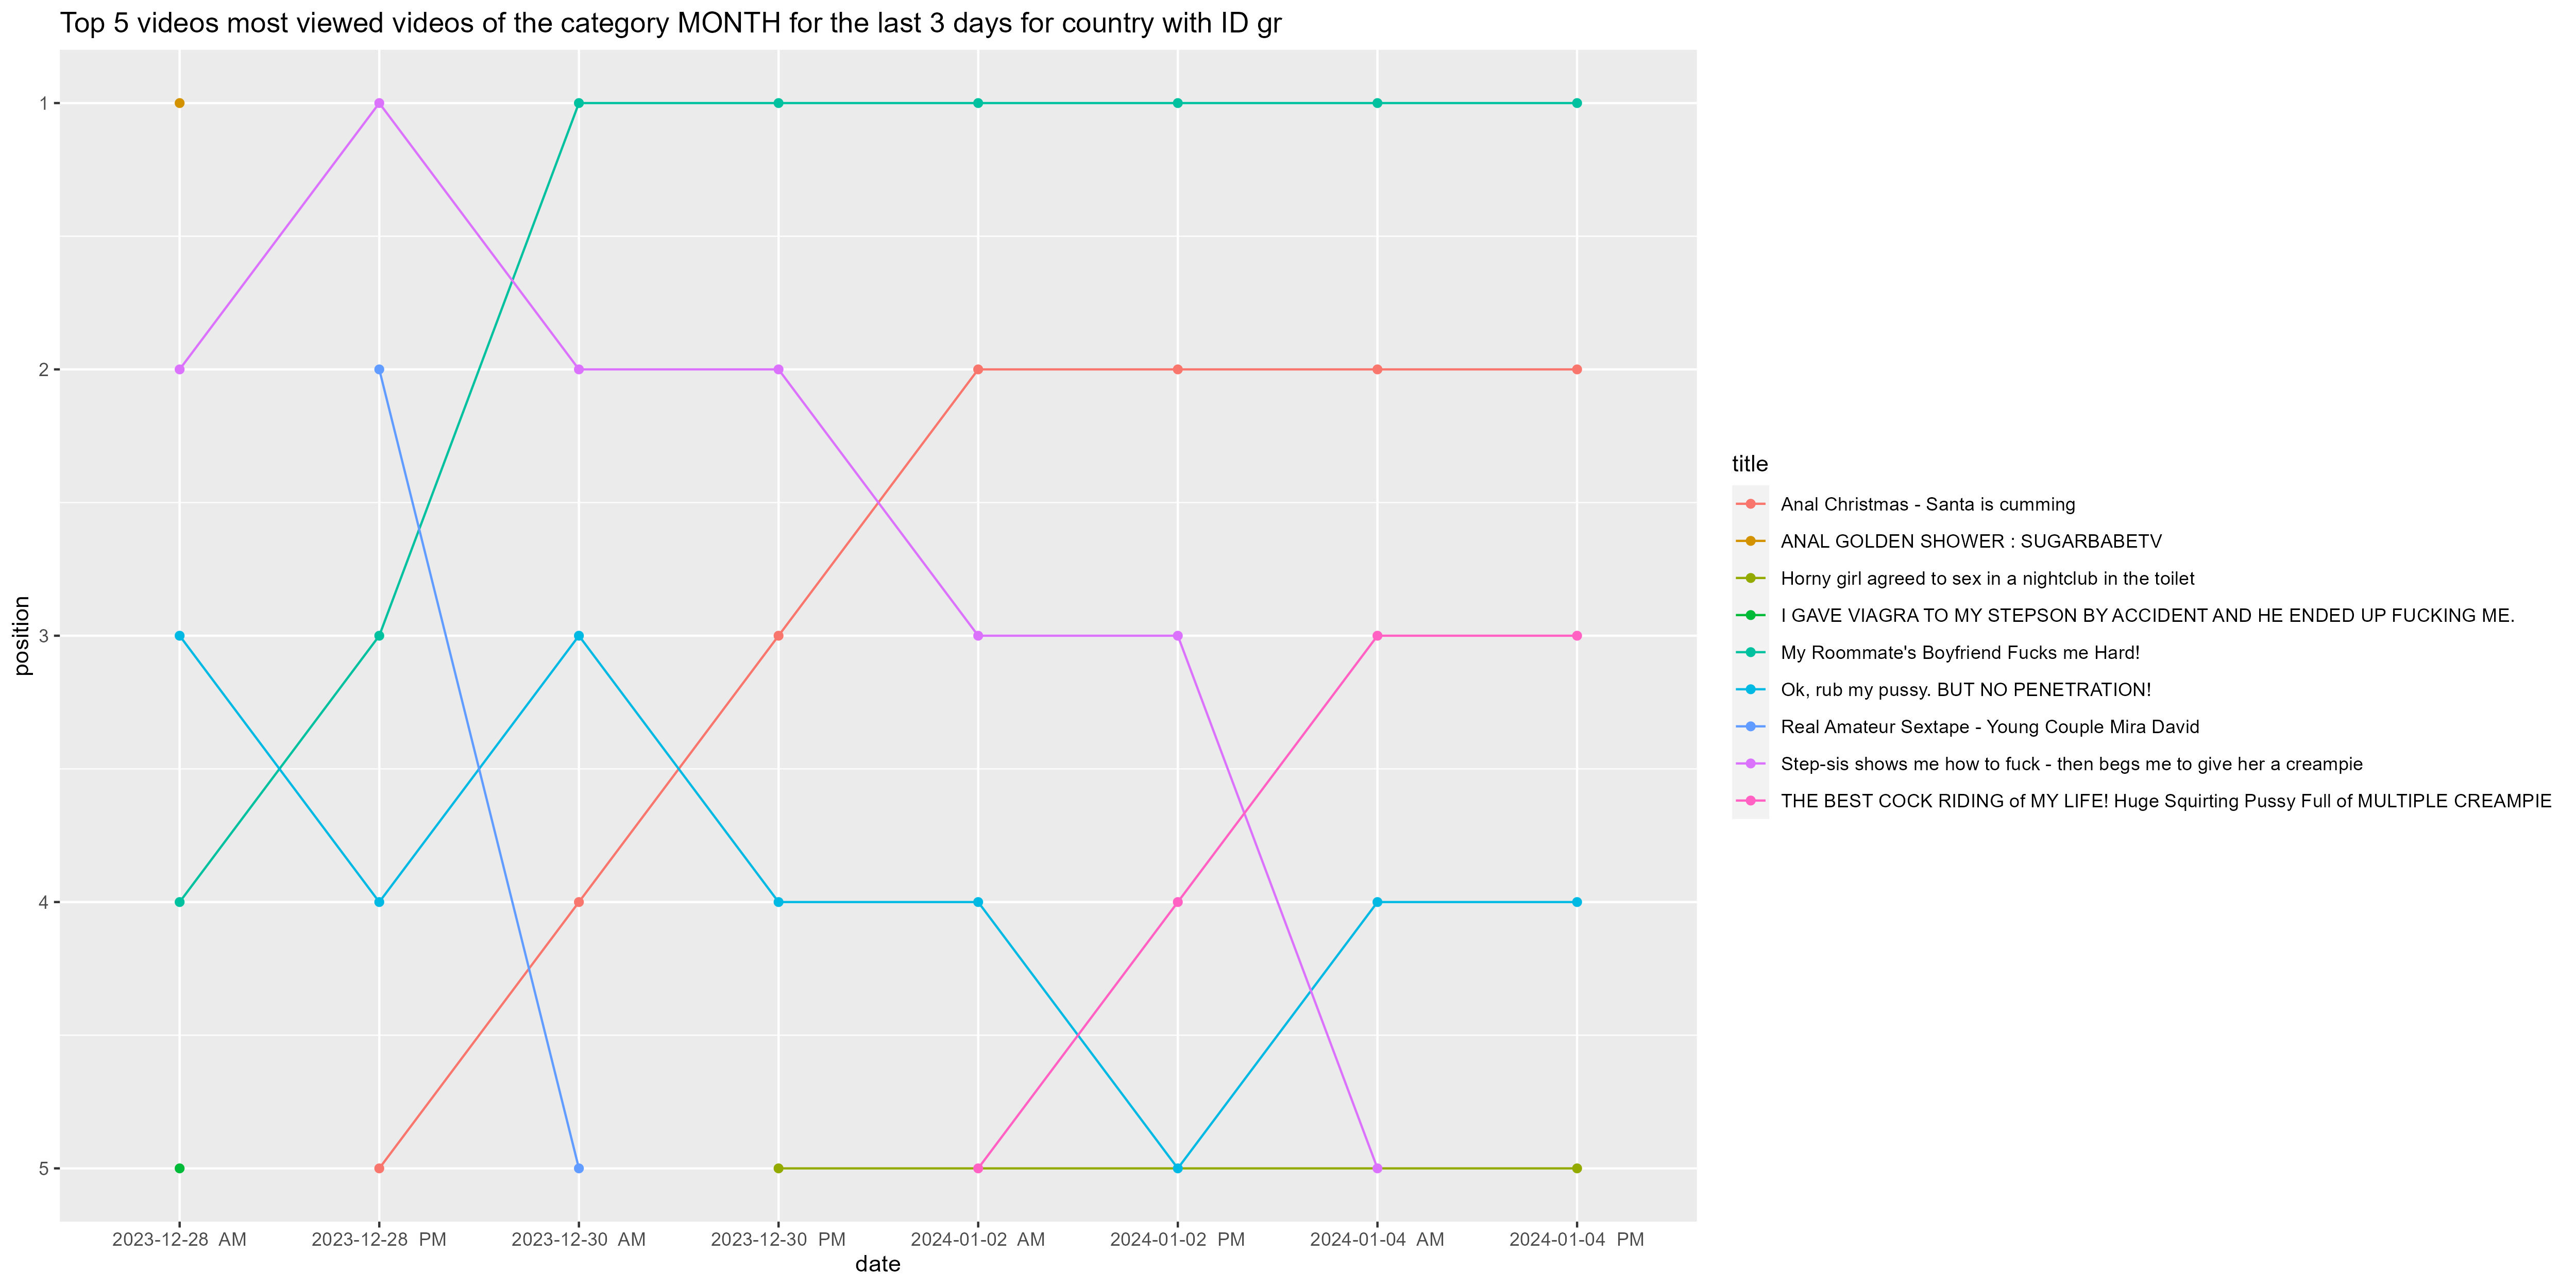 Top 5 videos most viewed videos of the category MONTH for the last 3 days for country with ID gr
position
1
2
3
4
5
2023-12-28 AM
2023-12-28 PM
2023-12-30 AM
2023-12-30 PM
2024-01-02 AM
2024-01-02 PM
2024-01-04 AM
2024-01-04 PM
date
title
Anal Christmas - Santa is cumming
ANAL GOLDEN SHOWER : SUGARBABETV
Horny girl agreed to sex in a nightclub in the toilet
I GAVE VIAGRA TO MY STEPSON BY ACCIDENT AND HE ENDED UP FUCKING ME.
My Roommate's Boyfriend Fucks me Hard!
Ok, rub my pussy. BUT NO PENETRATION!
Real Amateur Sextape - Young Couple Mira David
Step-sis shows me how to fuck - then begs me to give her a creampie
THE BEST COCK RIDING of MY LIFE! Huge Squirting Pussy Full of MULTIPLE CREAMPIE